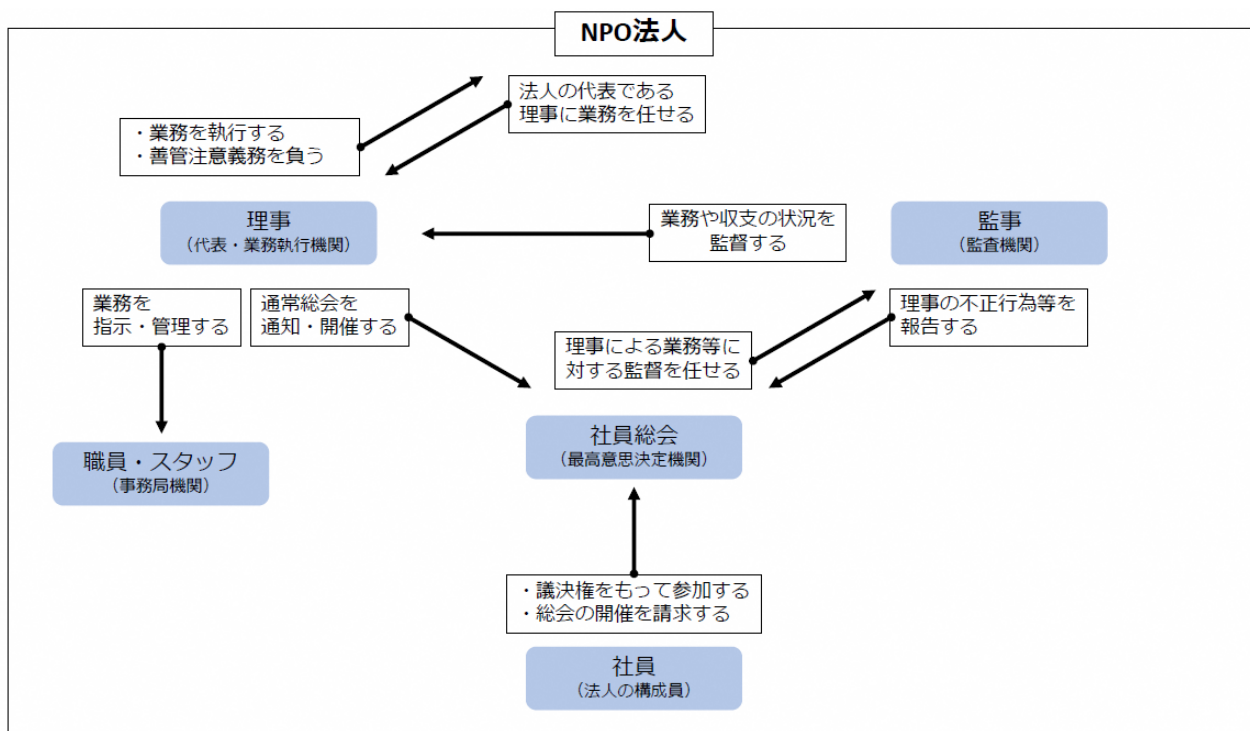 NPO法人
法人の代表である
理事に業務を任せる
・業務を執行する
・善管注意義務を負う
理事
（代表・業務執行機関）
業務や収支の状況を
監督する
監事
（監査機関）
業務を
指示・管理する
通常総会を
通知・開催する
理事の不正行為等を
報告する
理事による業務等に
対する監督を任せる
職員・スタッフ
（事務局機関）
社員総会
（最高意思決定機関）
・議決権をもって参加する
・総会の開催を請求する
社員
（法人の構成員）